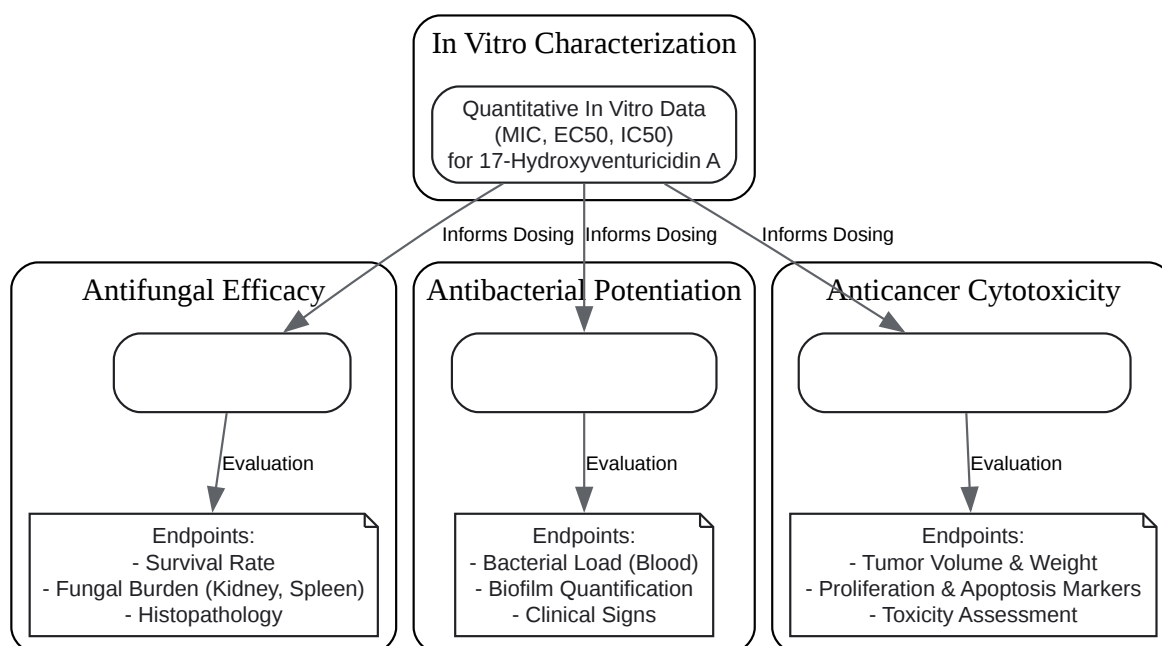 In Vitro Characterization
Quantitative In Vitro Data
(MIC, EC50, IC50)
for 17-Hydroxyventuricidin A
Informs Dosing
Informs Dosing
Informs Dosing
Antifungal Efficacy
Antibacterial Potentiation
Anticancer Cytotoxicity
Evaluation
Evaluation
Evaluation
Endpoints:
- Survival Rate
- Fungal Burden (Kidney, Spleen)
- Histopathology
Endpoints:
- Bacterial Load (Blood)
- Biofilm Quantification
- Clinical Signs
Endpoints:
- Tumor Volume & Weight
- Proliferation & Apoptosis Markers
- Toxicity Assessment